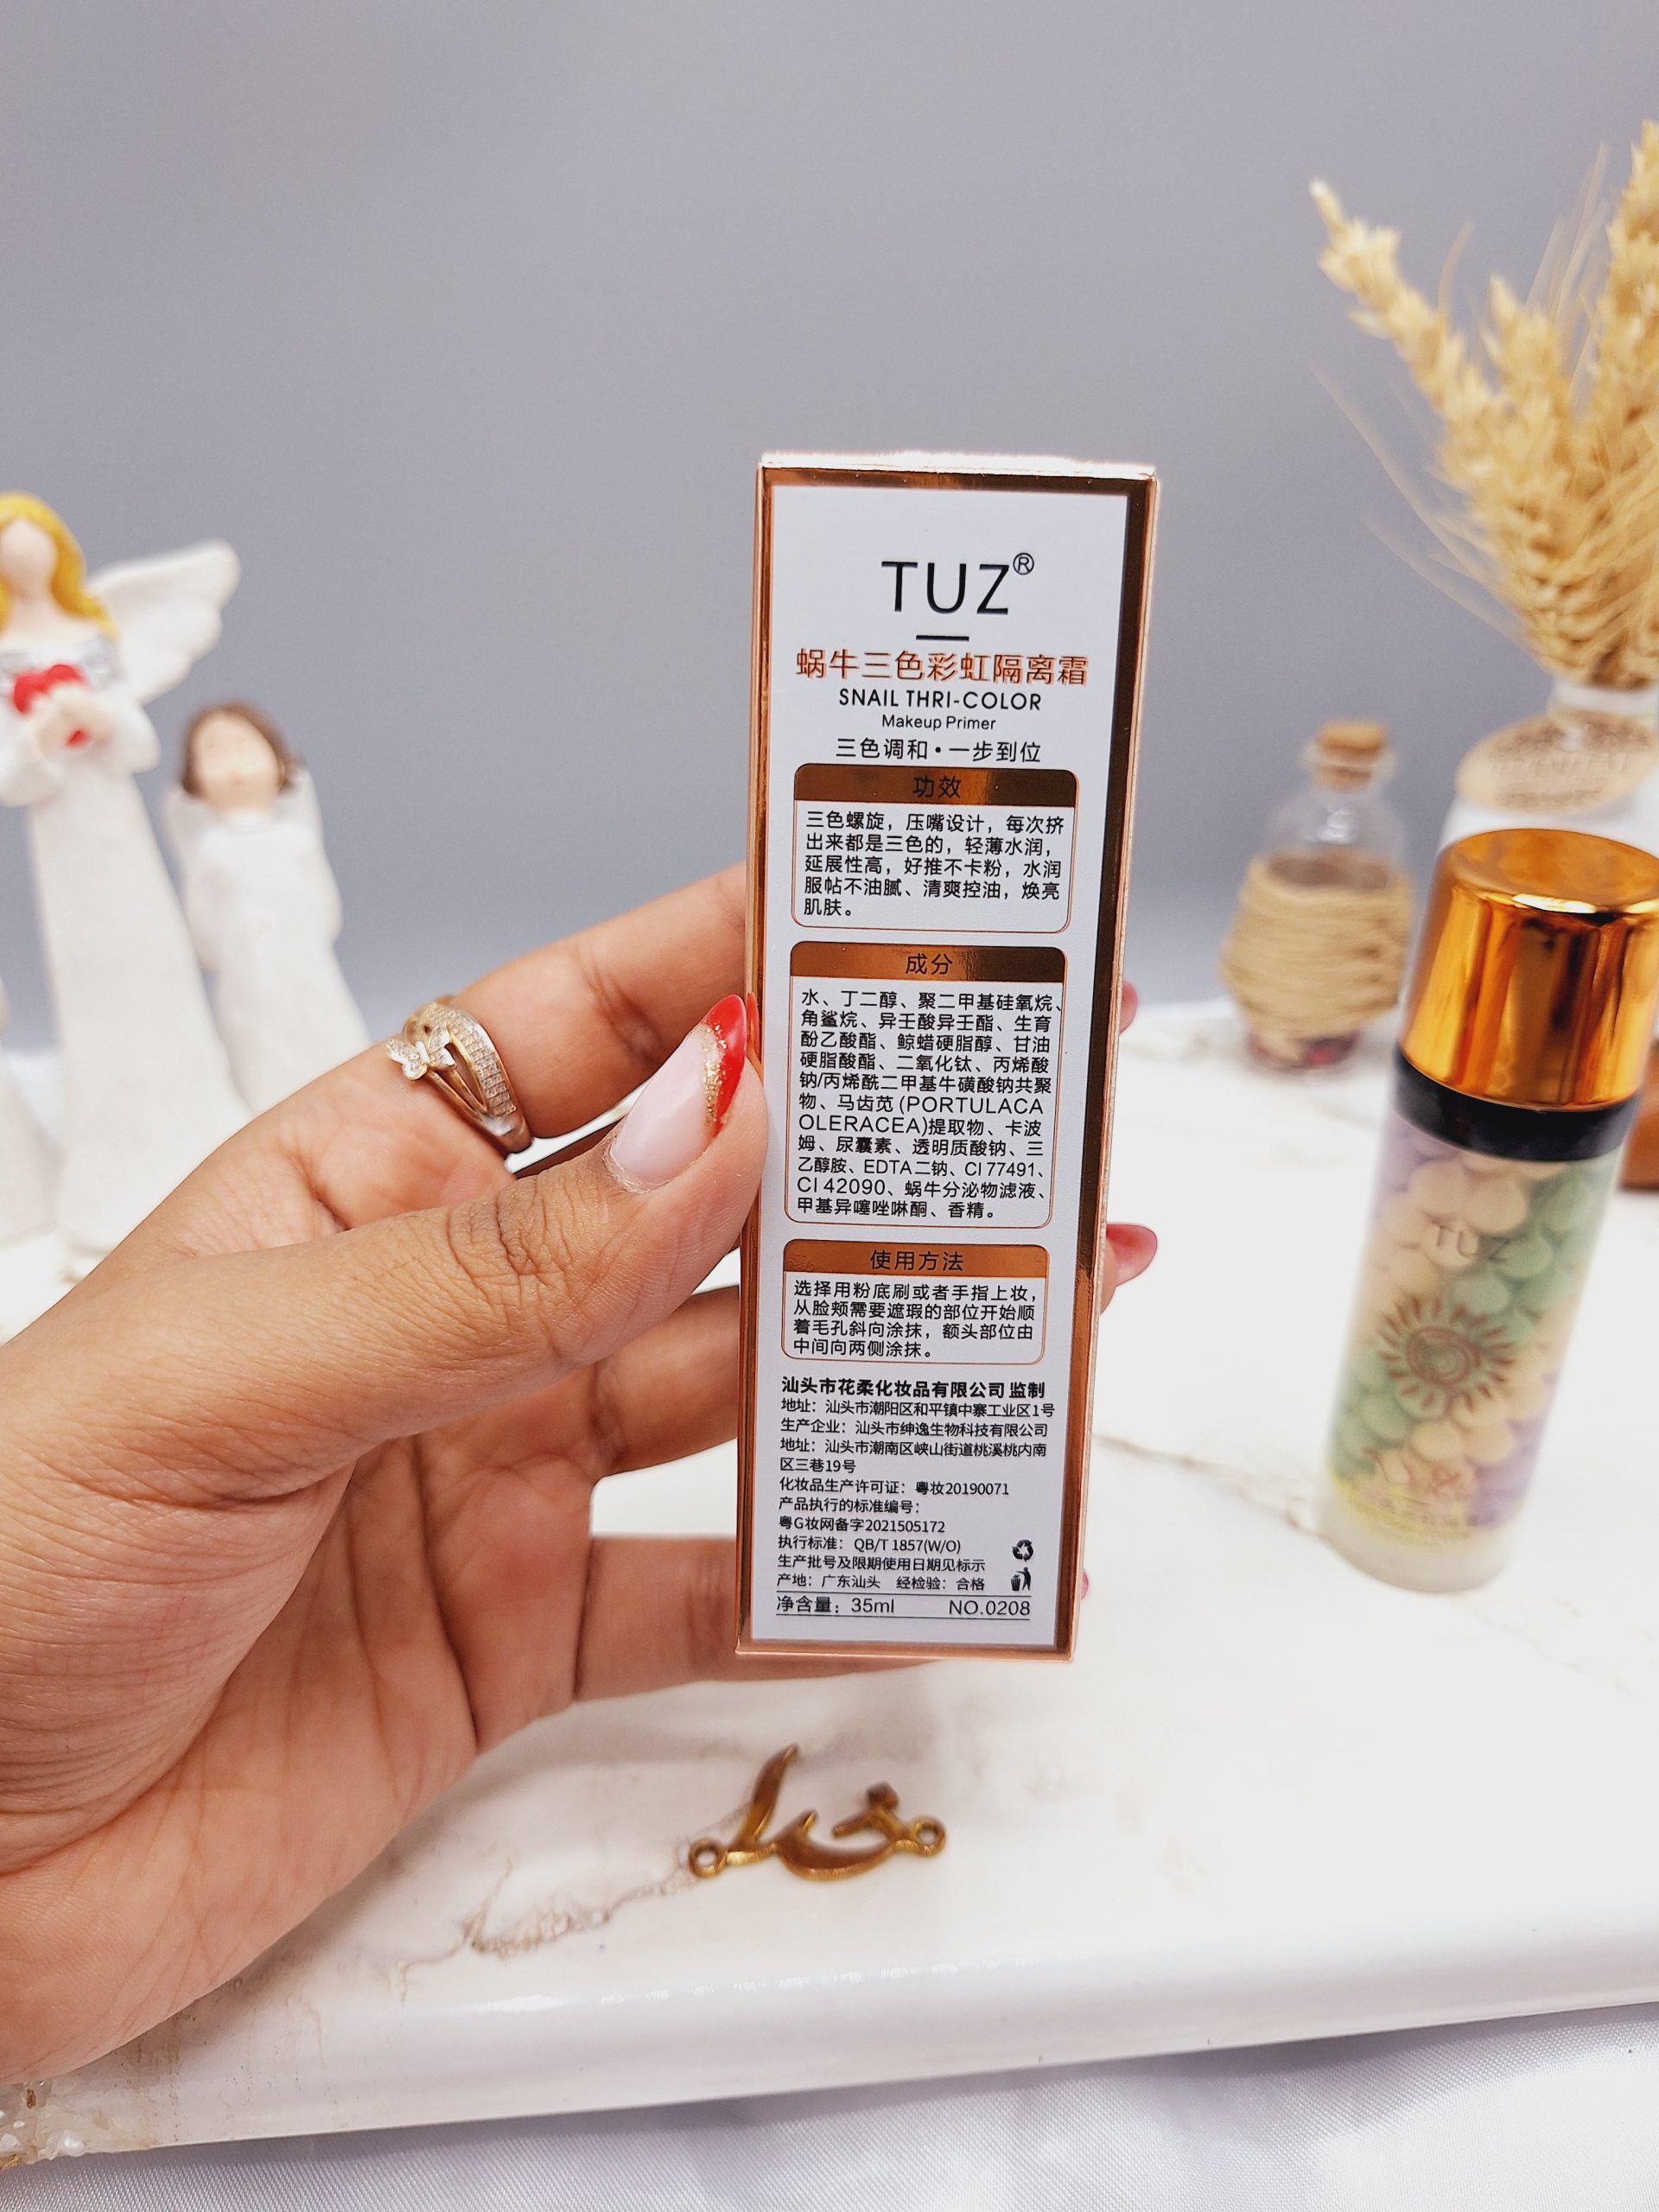 TUZ®
蜗牛三色彩虹隔离霜
SNAIL THRI-COLOR
Makeup Primer
三色调和·一步到位
功效
三色螺旋，压嘴设计，每次挤
出来都是三色的，轻薄水润，
延展性高，好推不卡粉，水润
服帖不油腻、清爽控油，焕亮
肌肤。
成分
水、丁二醇、聚二甲基硅氧烷、
角鲨烷、异壬酸异壬酯、生育
酚乙酸酯、鲸蜡硬脂醇、甘油
硬脂酸酯、二氧化钛、丙烯酸
钠/丙烯酰二甲基牛磺酸钠共聚
物、马齿苋(PORTULACA
OLERACEA)提取物、卡波
姆、尿囊素、透明质酸钠、三
乙醇胺、EDTA二钠、CI 77491、
CI 42090、蜗牛分泌物滤液、
甲基异噻唑啉酮、香精。
使用方法
选择用粉底刷或者手指上妆，
从脸颊需要遮瑕的部位开始顺
着毛孔斜向涂抹，额头部位由
中间向两侧涂抹。
汕头市花柔化妆品有限公司 监制
地址：汕头市潮阳区和平镇中寨工业区1号
生产企业：汕头市绅逸生物科技有限公司
地址：汕头市潮南区峡山街道桃溪桃内南
区三巷19号
化妆品生产许可证：粤妆20190071
产品执行的标准编号：
粤G妆网备字2021505172
执行标准：QB/T 1857(W/O)
生产批号及限期使用日期见标示
产地：广东汕头 经检验：合格
净含量：35ml NO.0208
TUZ